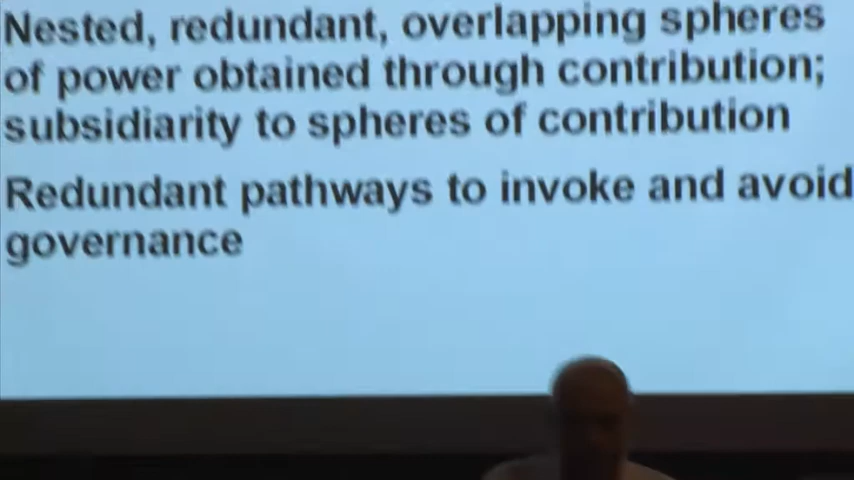 Nested, redundant, overlapping spheres
of power obtained through contribution;
subsidiarity to spheres of contribution
Redundant pathways to invoke and avoid
governance